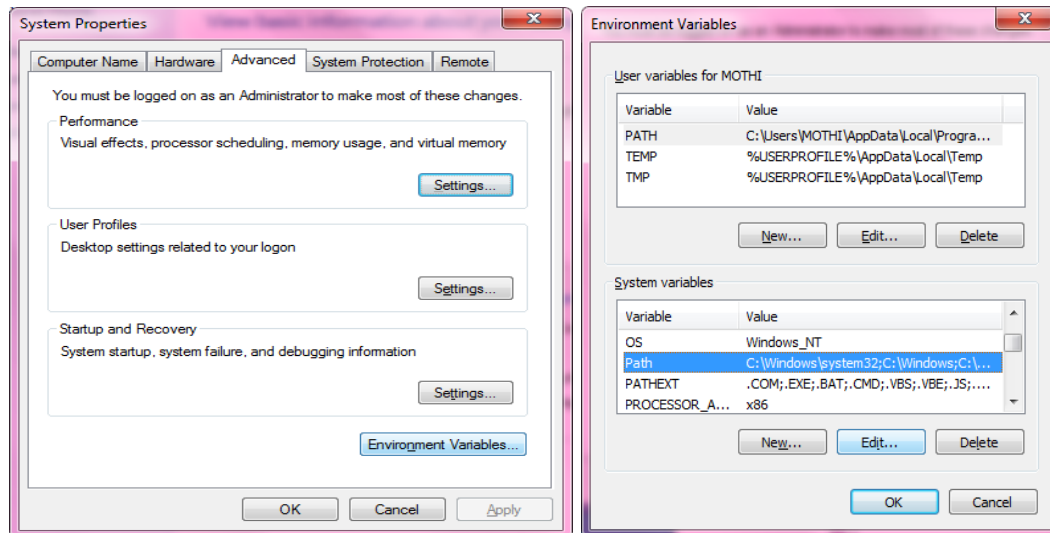 System Properties
Computer Name
Hardware
Advanced
System Protection
Remote
You must be logged on as an Administrator to make most of these changes.
Performance
Visual effects, processor scheduling, memory usage, and virtual memory
Settings...
User Profiles
Desktop settings related to your logon
Settings...
Startup and Recovery
System startup, system failure, and debugging information
Settings...
Environment Variables...
OK
Cancel
Apply
Environment Variables
User variables for MOTHI
Variable Value
PATH C:\Users\MOTHI\AppData\Local\Progra...
TEMP %USERPROFILE%\AppData\Local\Temp
TMP %USERPROFILE%\AppData\Local\Temp
New... Edit... Delete
System variables
Variable Value
OS Windows_NT
Path C:\Windows\system32;C:\Windows;C:\...
PATHEXT .COM;.EXE;.BAT;.CMD;.VBS;.VBE;.JS;....
PROCESSOR_A... x86
New... Edit... Delete
OK Cancel